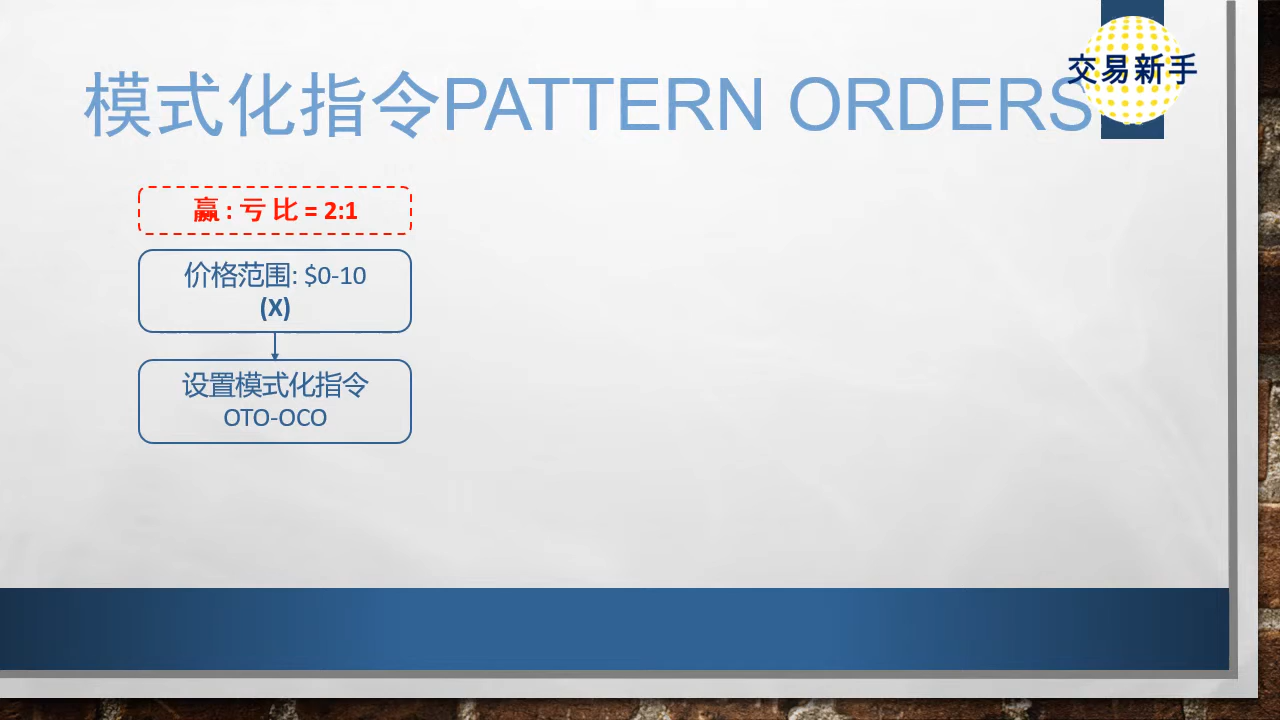 模式化指令PATTERN ORDERS
交易新手
赢 : 亏 比 = 2:1
价格范围: $0-10
(X)
设置模式化指令
OTO-OCO